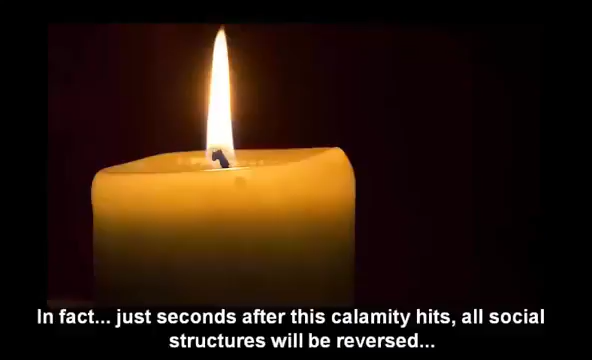 In fact... just seconds after this calamity hits, all social
structures will be reversed...